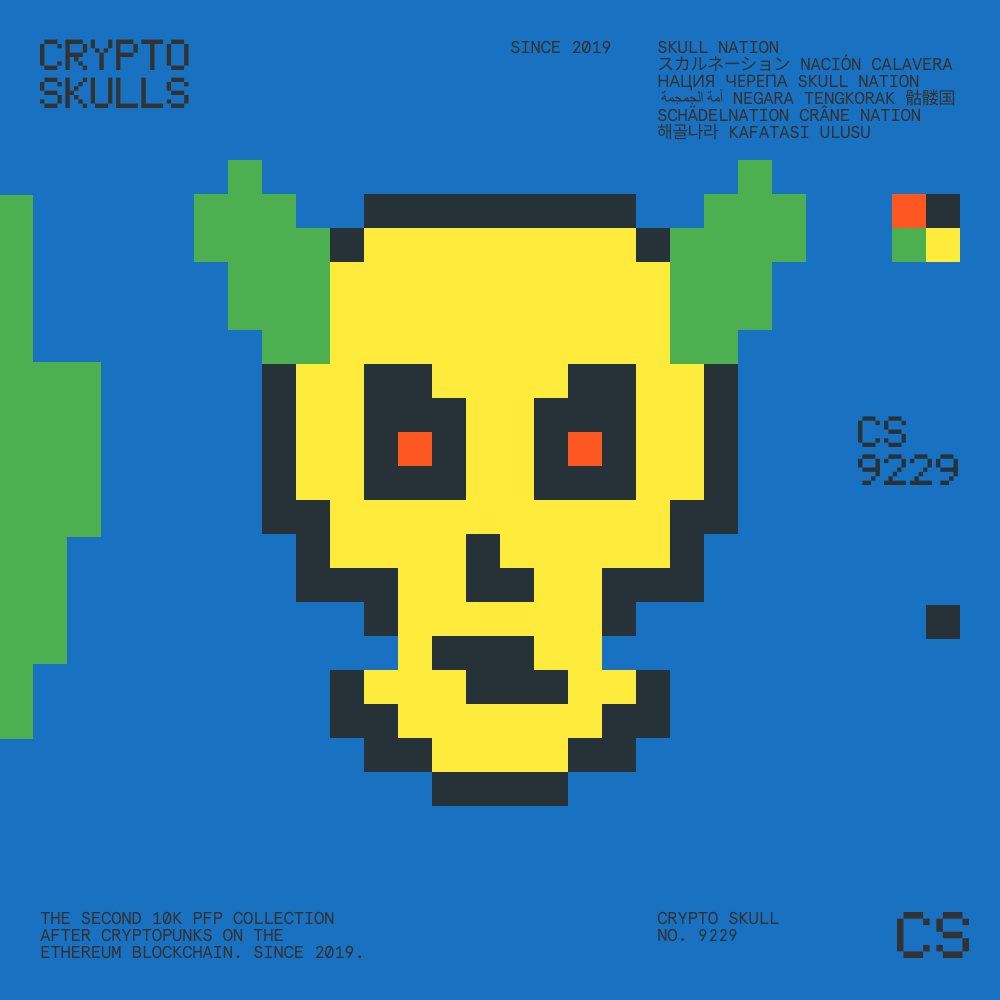 CRYPTO
SKULLS
SINCE 2019
SKULL NATION
スカルネーション NACIÓN CALAVERA
НАЦИЯ ЧЕРЕПА SKULL NATION
أمة الجمجمة NEGARA TENGKORAK 骷髅国
SCHÄDELNATION CRÂNE NATION
해골나라 KAFATASI ULUSU
CS
9229
THE SECOND 10K PFP COLLECTION
AFTER CRYPTOPUNKS ON THE
ETHEREUM BLOCKCHAIN. SINCE 2019.
CRYPTO SKULL
NO. 9229
CS